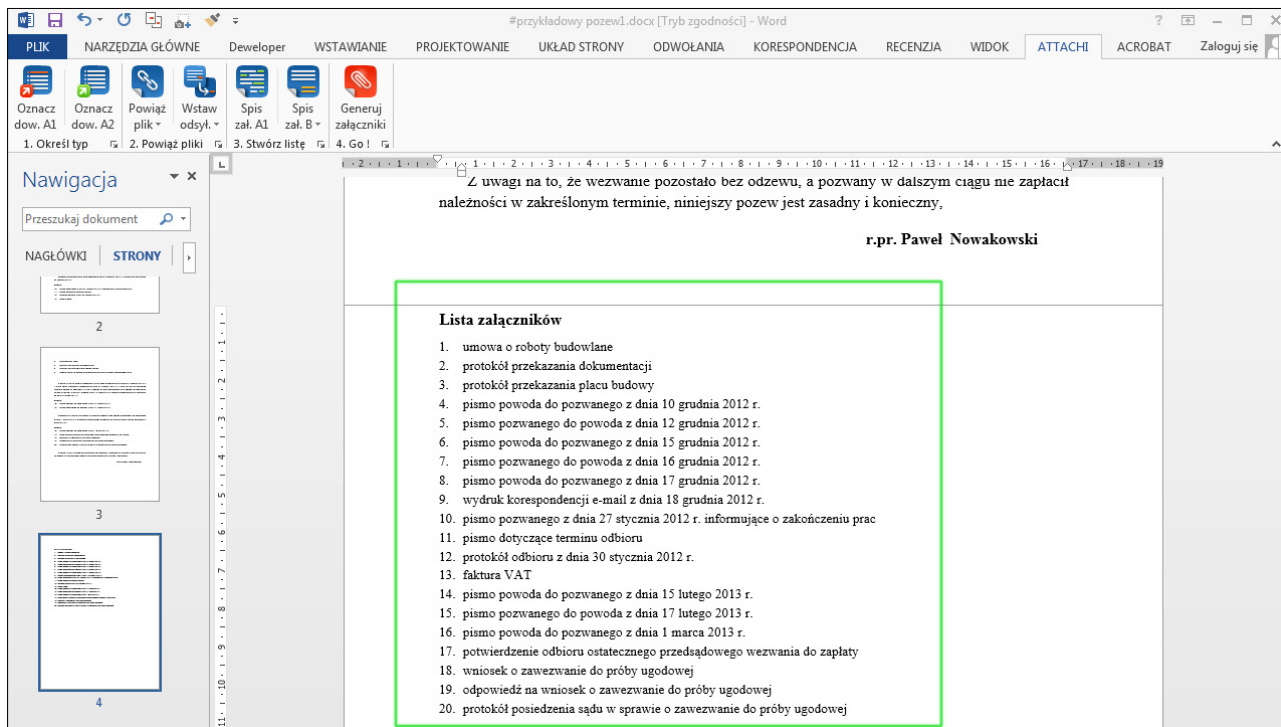 #przykładowy pozew1.docx [Tryb zgodności] - Word
PLIK NARZĘDZIA GŁÓWNE Deweloper WSTAWIANIE PROJEKTOWANIE UKŁAD STRONY ODWOŁANIA KORESPONDENCJA RECENZJA WIDOK ATTACHI ACROBAT Zaloguj się
Oznacz dow. A1
Oznacz dow. A2
Powiąż plik
Wstaw odsył.
Spis zał. A1
Spis zał. B
Generuj załączniki
1. Określ typ 2. Powiąż pliki 3. Stwórz listę 4. Go !
Nawigacja
Przeszukaj dokument
NAGŁÓWKI STRONY
2
3
4
Z uwagi na to, że wezwanie pozostało bez odzewu, a pozwany w dalszym ciągu nie zapłacił
należności w zakreślonym terminie, niniejszy pozew jest zasadny i konieczny,
r.pr. Paweł Nowakowski
Lista załączników
1. umowa o roboty budowlane
2. protokół przekazania dokumentacji
3. protokół przekazania placu budowy
4. pismo powoda do pozwanego z dnia 10 grudnia 2012 r.
5. pismo pozwanego do powoda z dnia 12 grudnia 2012 r.
6. pismo powoda do pozwanego z dnia 15 grudnia 2012 r.
7. pismo pozwanego do powoda z dnia 16 grudnia 2012 r.
8. pismo powoda do pozwanego z dnia 17 grudnia 2012 r.
9. wydruk korespondencji e-mail z dnia 18 grudnia 2012 r.
10. pismo pozwanego z dnia 27 stycznia 2012 r. informujące o zakończeniu prac
11. pismo dotyczące terminu odbioru
12. protokół odbioru z dnia 30 stycznia 2012 r.
13. faktura VAT
14. pismo powoda do pozwanego z dnia 15 lutego 2013 r.
15. pismo pozwanego do powoda z dnia 17 lutego 2013 r.
16. pismo powoda do pozwanego z dnia 1 marca 2013 r.
17. potwierdzenie odbioru ostatecznego przedsądowego wezwania do zapłaty
18. wniosek o zawezwanie do próby ugodowej
19. odpowiedź na wniosek o zawezwanie do próby ugodowej
20. protokół posiedzenia sądu w sprawie o zawezwanie do próby ugodowej